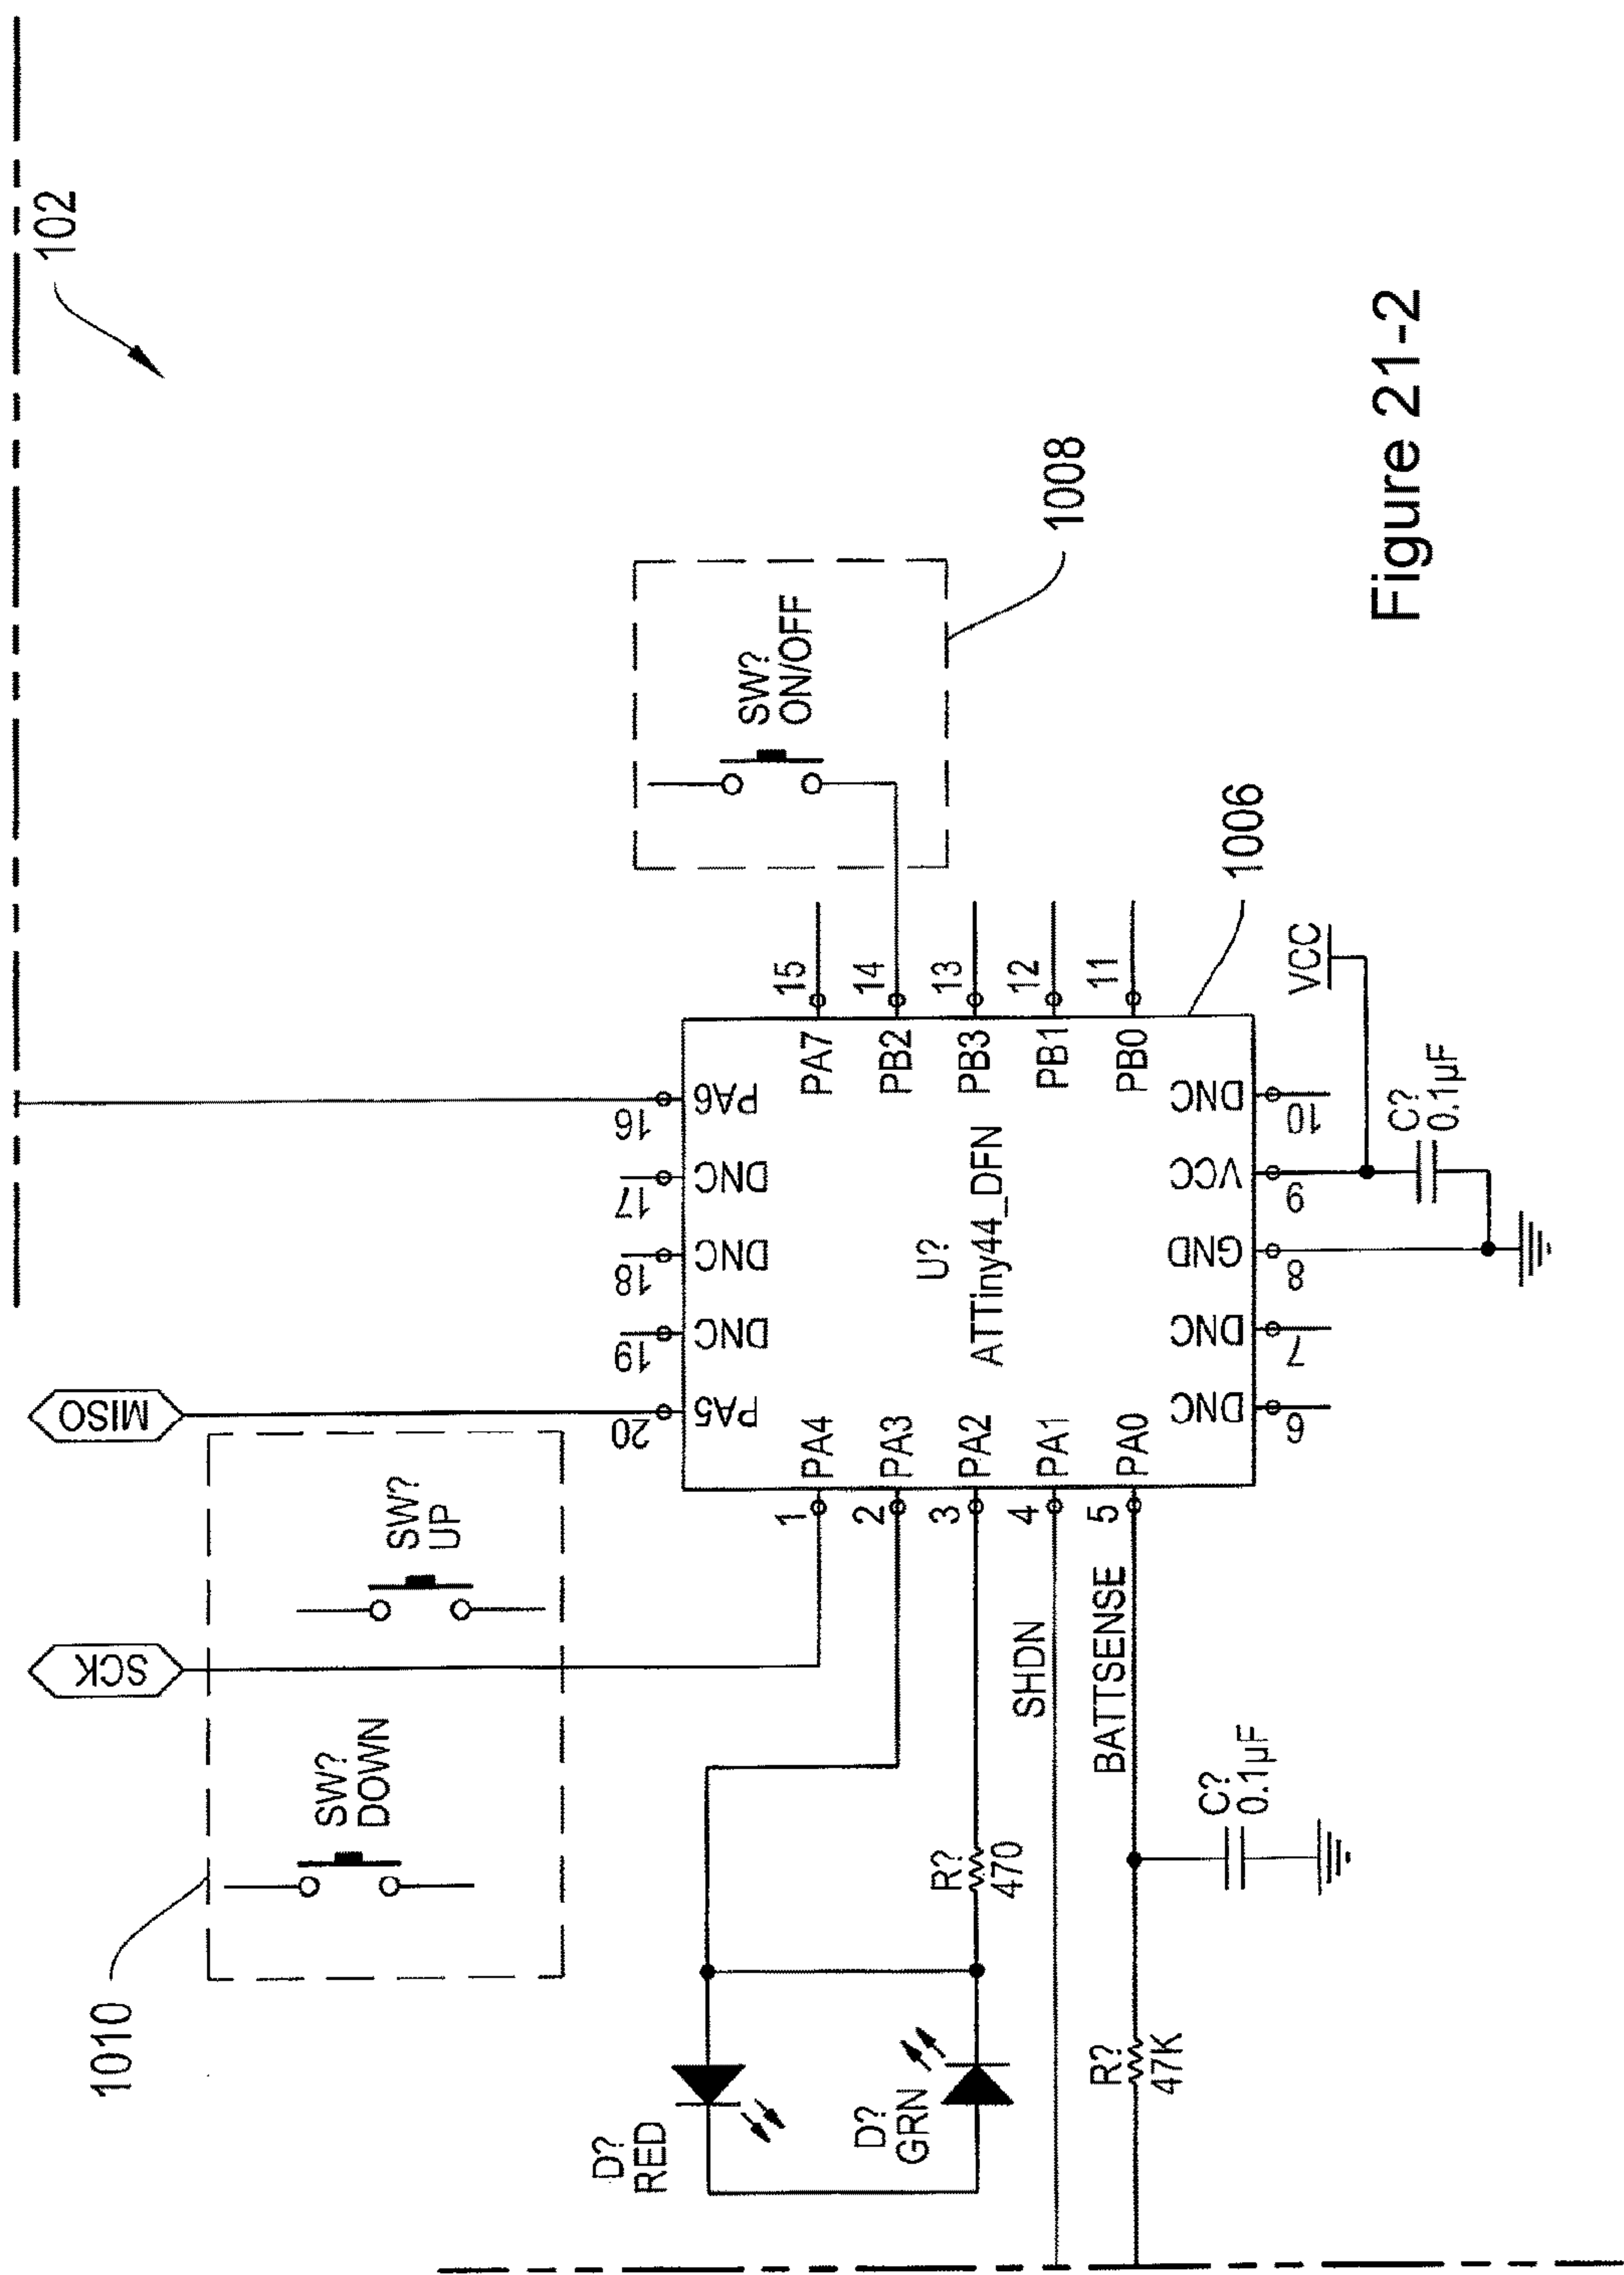 102
MISO
SCK
1010
SW?
UP
SW?
DOWN
1008
SW?
ON/OFF
1006
U?
ATTiny44_DFN
20
19
18
17
16
PA5
DNC
DNC
DNC
PA6
1
PA4
2
PA3
3
PA2
4
PA1
5
PA0
15
PA7
14
PB2
13
PB3
12
PB1
11
PB0
DNC
DNC
GND
VCC
DNC
6
7
8
9
10
VCC
C?
0.1µF
SHDN
BATTSENSE
R?
470
R?
47K
C?
0.1µF
D?
RED
D?
GRN
Figure 21-2